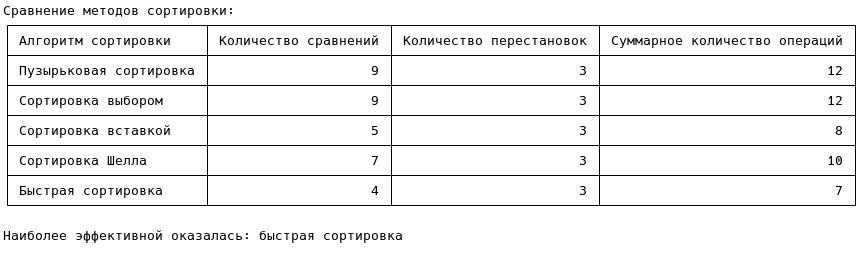 Сравнение методов сортировки:
Алгоритм сортировки Количество сравнений Количество перестановок Суммарное количество операций
Пузырьковая сортировка 9 3 12
Сортировка выбором 9 3 12
Сортировка вставкой 5 3 8
Сортировка Шелла 7 3 10
Быстрая сортировка 4 3 7
Наиболее эффективной оказалась: быстрая сортировка